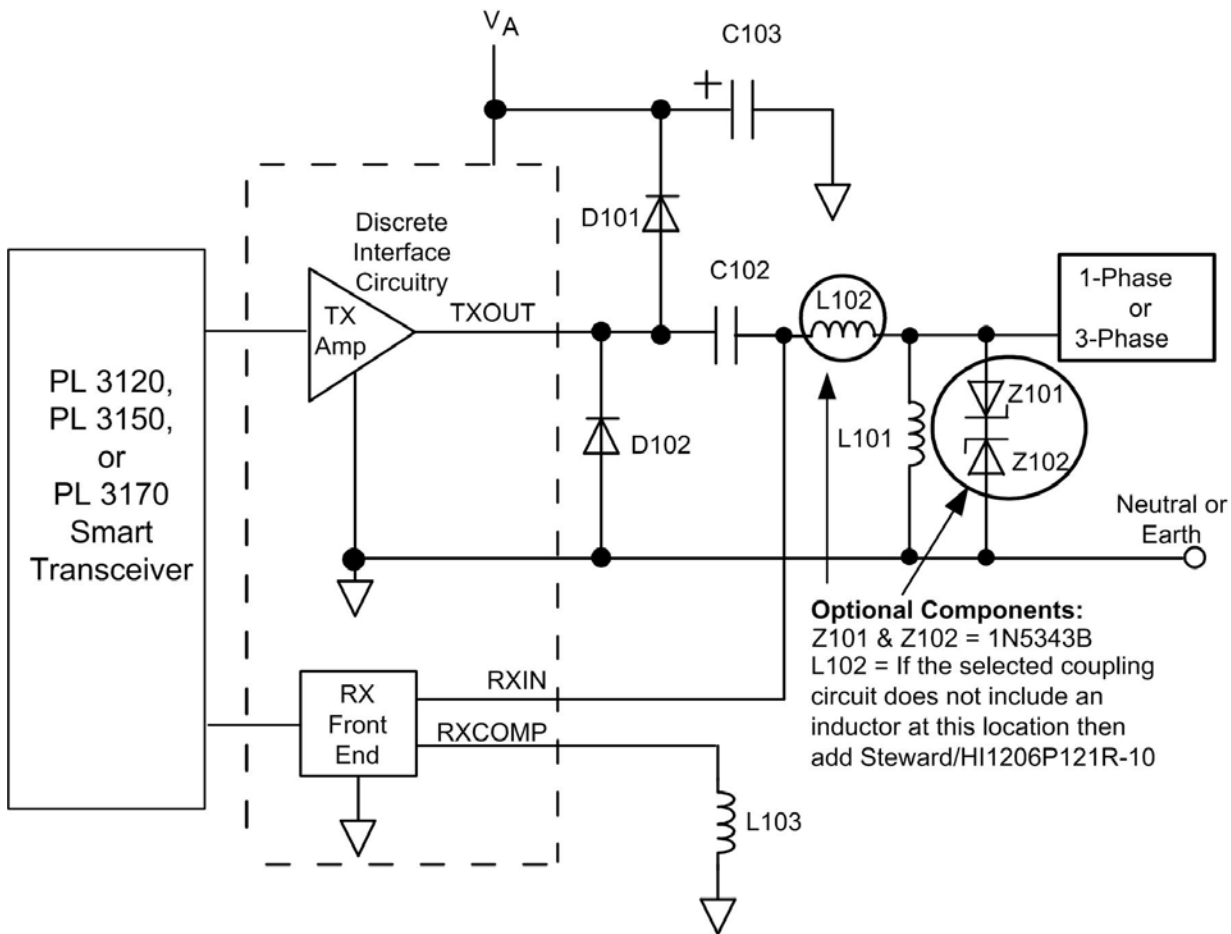 VA
C103
+
D101
Discrete
Interface
Circuitry
C102
L102
1-Phase
or
3-Phase
TX
Amp
TXOUT
PL 3120,
PL 3150,
or
PL 3170
Smart
Transceiver
D102
L101
Z101
Z102
Neutral or
Earth
Optional Components:
Z101 & Z102 = 1N5343B
L102 = If the selected coupling
circuit does not include an
inductor at this location then
add Steward/HI1206P121R-10
RX
Front
End
RXIN
RXCOMP
L103